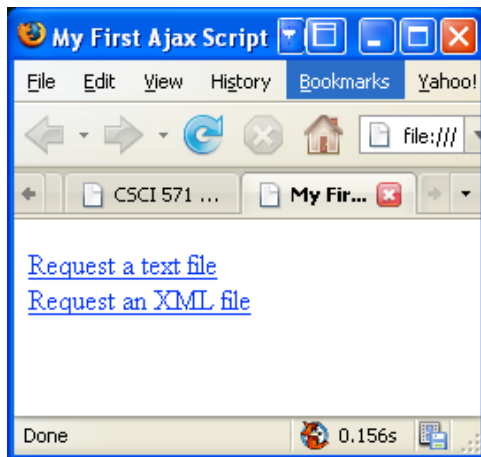 My First Ajax Script
File Edit View History Bookmarks Yahoo!
file:///
CSCI 571 ... My Fir...
Request a text file
Request an XML file
Done 0.156s